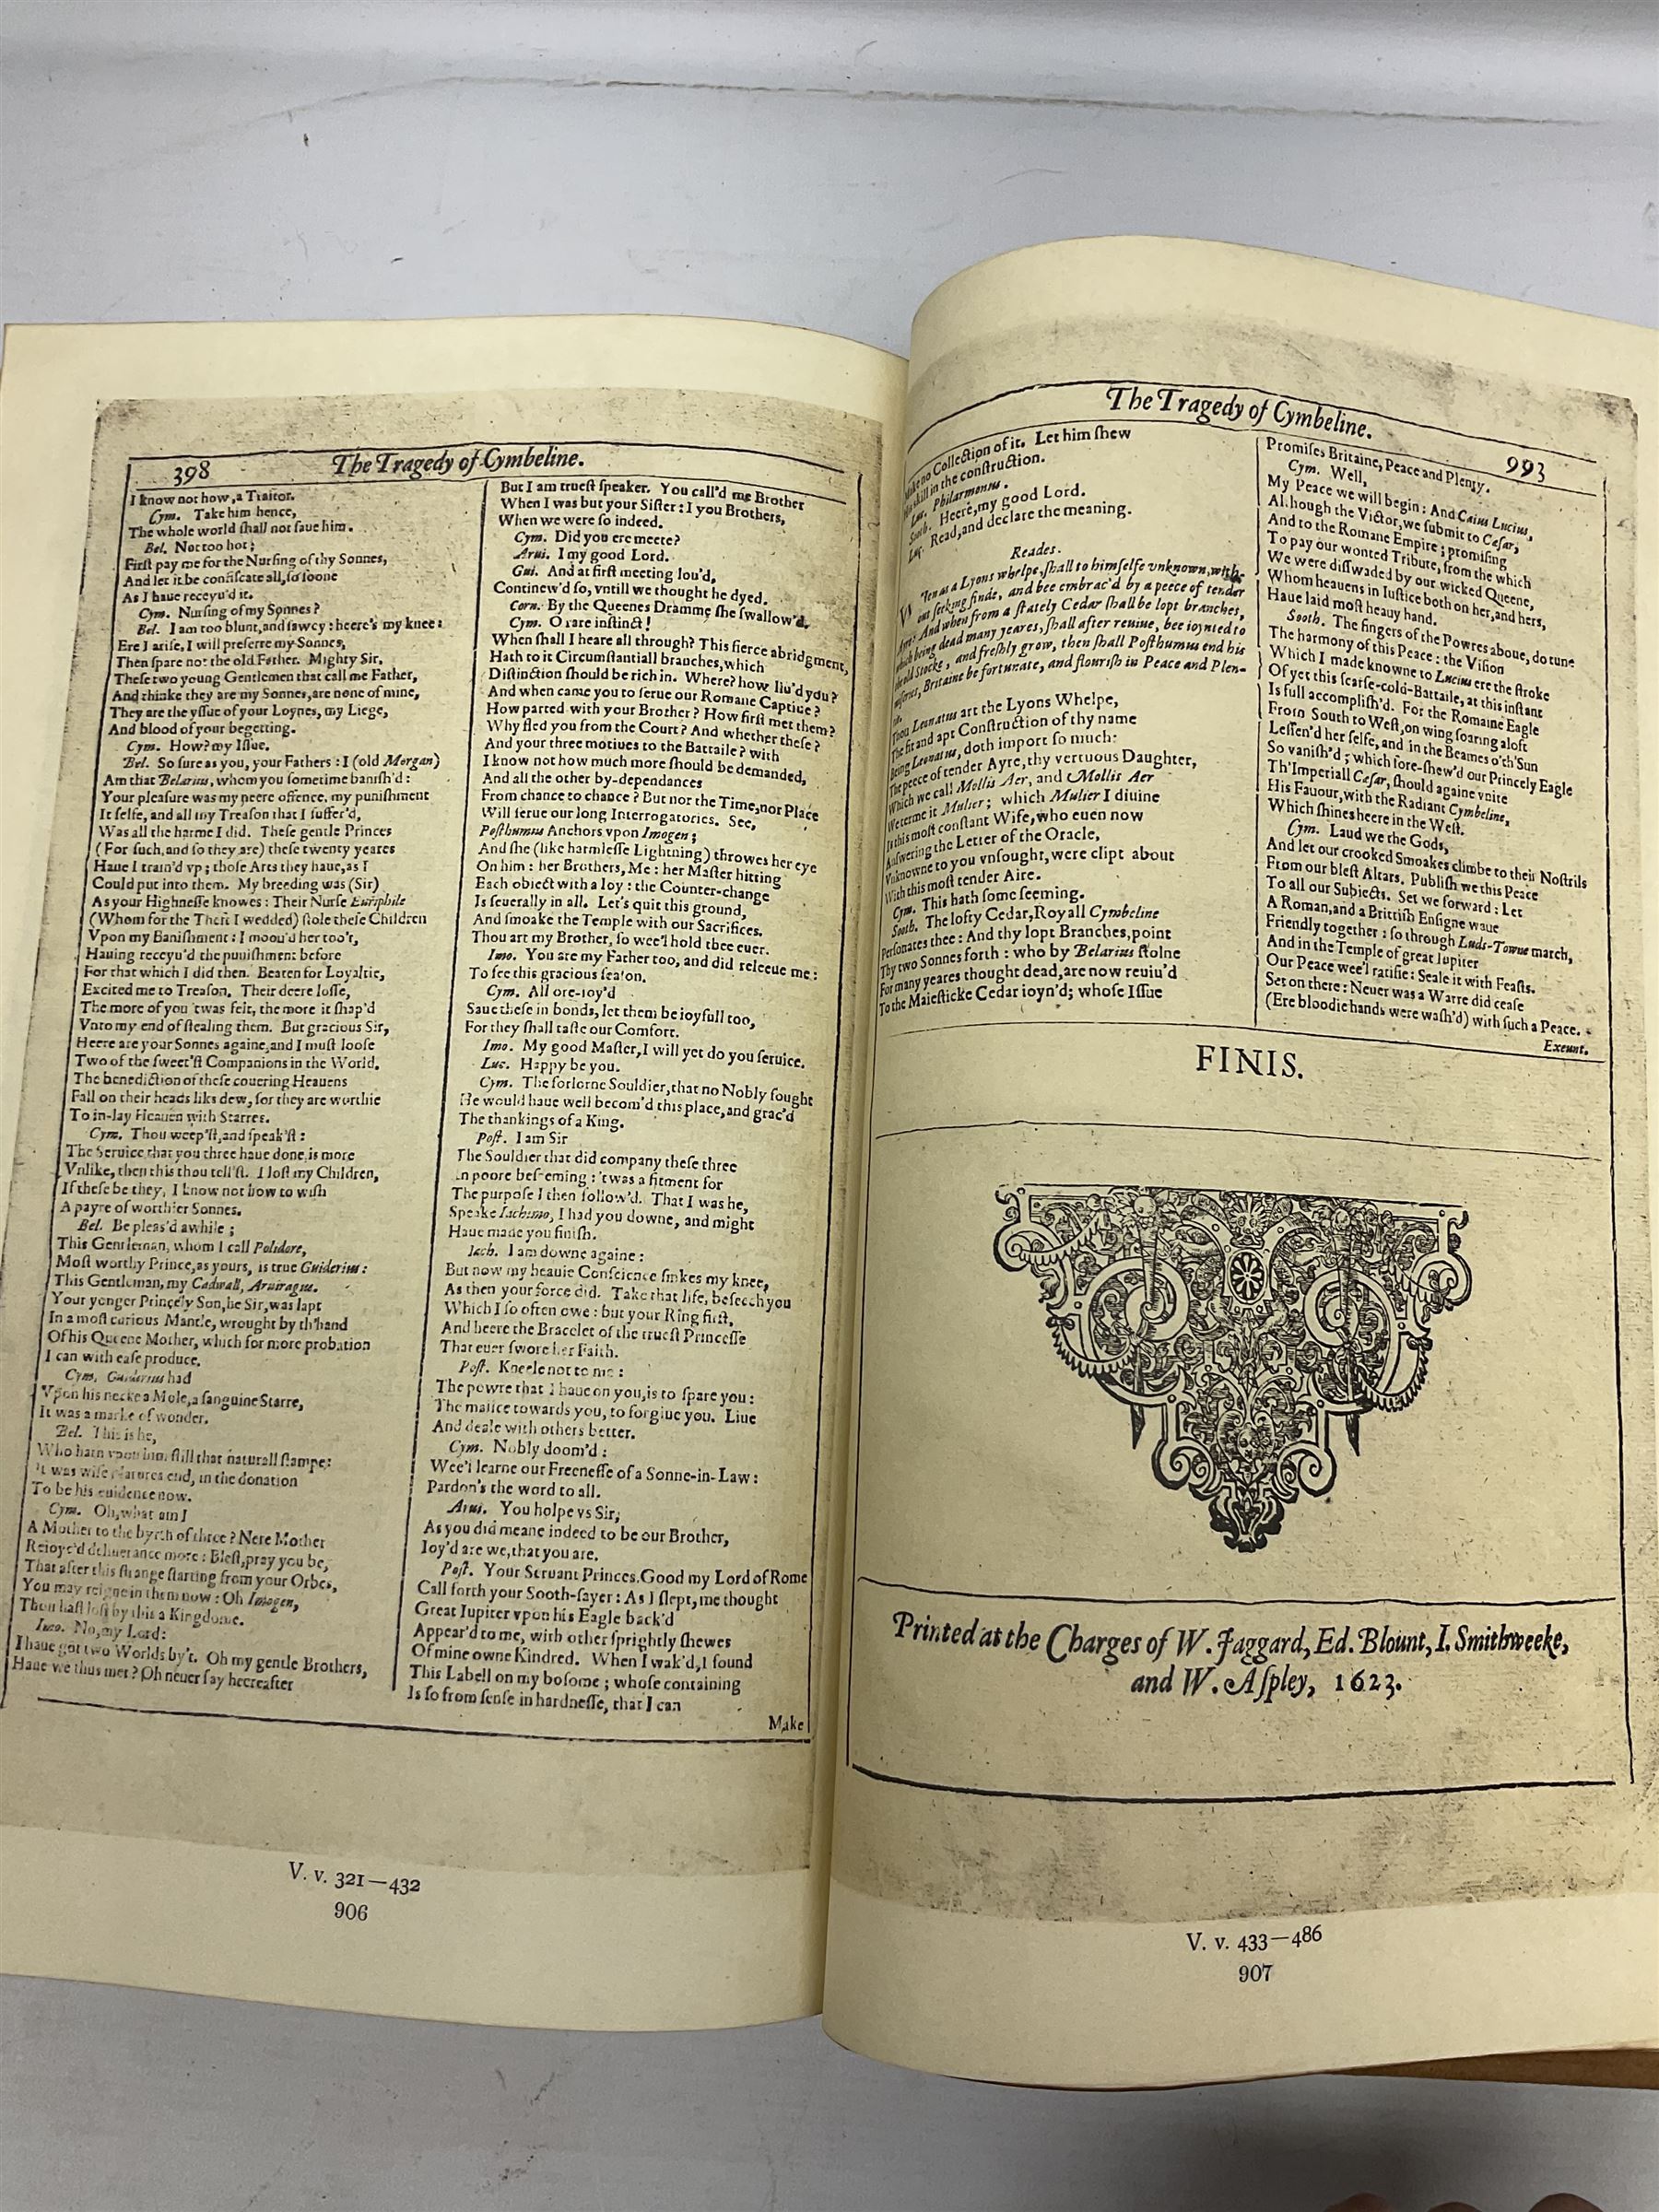 398
The Tragedy of Cymbeline.
I know not how, a Traitor.
Cym. Take him hence,
The whole world ſhall not ſaue him.
Bel. Not too hot;
Firſt pay me for the Nurſing of thy Sonnes,
And let it be confiſcate all, ſo ſoone
As I haue receyu'd it.
Cym. Nurſing of my Sonnes?
Bel. I am too blunt, and ſawcy: heere's my knee:
Ere I ariſe, I will preferre my Sonnes,
Then ſpare not the old Father. Mighty Sir,
Theſe two young Gentlemen that call me Father,
And thinke they are my Sonnes, are none of mine,
They are the yſſue of your Loynes, my Liege,
And blood of your begetting.
Cym. How? my Iſſue.
Bel. So ſure as you, your Fathers: I (old Morgan)
Am that Belarius, whom you ſometime baniſh'd:
Your pleaſure was my neere offence, my puniſhment
It ſelfe, and all my Treaſon that I ſuffer'd,
Was all the harme I did. Theſe gentle Princes
(For ſuch, and ſo they are) theſe twenty yeares
Haue I train'd vp; thoſe Arts they haue, as I
Could put into them. My breeding was (Sir)
As your Highneſſe knowes: Their Nurſe Euriphile
(Whom for the Theft I wedded) ſtole theſe Children
Vpon my Baniſhment: I moou'd her too't,
Hauing receyu'd the puniſhment before
For that which I did then. Beaten for Loyaltie,
Excited me to Treaſon. Their deere loſſe,
The more of you 'twas felt, the more it ſhap'd
Vnto my end of ſtealing them. But gracious Sir,
Heere are your Sonnes againe, and I muſt looſe
Two of the ſweet'ſt Companions in the World.
The benediction of theſe couering Heauens
Fall on their heads liks dew, for they are worthie
To in-lay Heauen with Starres.
Cym. Thou weep'ſt, and ſpeak'ſt:
The Seruice that you three haue done, is more
Vnlike, then this thou tell'ſt. I loſt my Children,
If theſe be they, I know not how to wiſh
A payre of worthier Sonnes.
Bel. Be pleas'd awhile;
This Gentleman, whom I call Polidore,
Moſt worthy Prince, as yours, is true Guiderius:
This Gentleman, my Cadwall, Aruiragus.
Your yonger Princely Son, he Sir, was lapt
In a moſt curious Mantle, wrought by th'hand
Of his Queene Mother, which for more probation
I can with eaſe produce.
Cym. Guiderius had
Vpon his necke a Mole, a ſanguine Starre,
It was a marke of wonder.
Bel. This is he,
Who hath vpon him ſtill that naturall ſtampe:
It was wiſe Natures end, in the donation
To be his euidence now.
Cym. Oh, what am I
A Mother to the byrth of three? Nere Mother
Reioyc'd deliuerance more: Bleſt, pray you be,
That after this ſtrange ſtarting from your Orbes,
You may reigne in them now: Oh Imogen,
Thou haſt loſt by this a Kingdome.
Imo. No, my Lord:
I haue got two Worlds by't. Oh my gentle Brothers,
Haue we thus met? Oh neuer ſay heereafter
But I am trueſt ſpeaker. You call'd me Brother
When I was but your Siſter: I you Brothers,
When we were ſo indeed.
Cym. Did you ere meete?
Arui. I my good Lord.
Gui. And at firſt meeting lou'd,
Continew'd ſo, vntill we thought he dyed.
Corn. By the Queenes Dramme ſhe ſwallow'd.
Cym. O rare inſtinct!
When ſhall I heare all through? This fierce abridgment,
Hath to it Circumſtantiall branches, which
Diſtinction ſhould be rich in. Where? how liu'd you?
And when came you to ſerue our Romane Captiue?
How parted with your Brother? How firſt met them?
Why fled you from the Court? And whether theſe?
And your three motiues to the Battaile? with
I know not how much more ſhould be demanded,
And all the other by-dependances
From chance to chance? But nor the Time, nor Place
Will ſerue our long Interrogatories. See,
Poſthumus Anchors vpon Imogen;
And ſhe (like harmleſſe Lightning) throwes her eye
On him: her Brothers, Me: her Maſter hitting
Each obiect with a Ioy: the Counter-change
Is ſeuerally in all. Let's quit this ground,
And ſmoake the Temple with our Sacrifices.
Thou art my Brother, ſo wee'l hold thee euer.
Imo. You are my Father too, and did releeue me:
To ſee this gracious ſeaſon.
Cym. All ore-ioy'd
Saue theſe in bonds, let them be ioyfull too,
For they ſhall taſte our Comfort.
Imo. My good Maſter, I will yet do you ſeruice.
Luc. Happy be you.
Cym. The forlorne Souldier, that no Nobly fought
He would haue well becom'd this place, and grac'd
The thankings of a King.
Poſt. I am Sir
The Souldier that did company theſe three
In poore beſeeming: 'twas a fitment for
The purpoſe I then follow'd. That I was he,
Speake Iachimo, I had you downe, and might
Haue made you finiſh.
Iach. I am downe againe:
But now my heauie Conſcience ſinkes my knee,
As then your force did. Take that life, beſeech you
Which I ſo often owe: but your Ring firſt,
And heere the Bracelet of the trueſt Princeſſe
That euer ſwore her Faith.
Poſt. Kneele not to me:
The powre that I haue on you, is to ſpare you:
The malice towards you, to forgiue you. Liue
And deale with others better.
Cym. Nobly doom'd:
Wee'l learne our Freeneſſe of a Sonne-in-Law:
Pardon's the word to all.
Arui. You holpe vs Sir,
As you did meane indeed to be our Brother,
Ioy'd are we, that you are.
Poſt. Your Seruant Princes. Good my Lord of Rome
Call forth your Sooth-ſayer: As I ſlept, me thought
Great Iupiter vpon his Eagle back'd
Appear'd to me, with other ſprightly ſhewes
Of mine owne Kindred. When I wak'd, I found
This Labell on my boſome; whoſe containing
Is ſo from ſenſe in hardneſſe, that I can
Make
V. v. 321—432
906
The Tragedy of Cymbeline.
993
Make no Collection of it. Let him ſhew
His skill in the conſtruction.
Luc. Philarmonus.
Sooth. Heere, my good Lord.
Luc. Read, and declare the meaning.
Reades.
WHen as a Lyons whelpe, ſhall to himſelfe vnknown, with-
out ſeeking finde, and bee embrac'd by a peece of tender
Ayre: And when from a ſtately Cedar ſhall be lopt branches,
which being dead many yeares, ſhall after reuiue, bee ioynted to
the old Stocke, and freſhly grow, then ſhall Poſthumus end his
miſeries, Britaine be fortunate, and flouriſh in Peace and Plen-
tie.
Thou Leonatus art the Lyons Whelpe,
The fit and apt Conſtruction of thy name
Being Leonatus, doth import ſo much:
The peece of tender Ayre, thy vertuous Daughter,
Which we call Mollis Aer, and Mollis Aer
We terme it Mulier; which Mulier I diuine
Is this moſt conſtant Wife, who euen now
Anſwering the Letter of the Oracle,
Vnknowne to you vnſought, were clipt about
With this moſt tender Aire.
Cym. This hath ſome ſeeming.
Sooth. The lofty Cedar, Royall Cymbeline
Perſonates thee: And thy lopt Branches, point
Thy two Sonnes forth: who by Belarius ſtolne
For many yeares thought dead, are now reuiu'd
To the Maieſticke Cedar ioyn'd; whoſe Iſſue
Promiſes Britaine, Peace and Plenty.
Cym. Well,
My Peace we will begin: And Caius Lucius,
Although the Victor, we ſubmit to Cæſar,
And to the Romane Empire; promiſing
To pay our wonted Tribute, from the which
We were diſſwaded by our wicked Queene,
Whom heauens in Iuſtice both on her, and hers,
Haue laid moſt heauy hand.
Sooth. The fingers of the Powres aboue, do tune
The harmony of this Peace: the Viſion
Which I made knowne to Lucius ere the ſtroke
Of yet this ſcarſe-cold-Battaile, at this inſtant
Is full accompliſh'd. For the Romaine Eagle
From South to Weſt, on wing ſoaring aloft
Leſſen'd her ſelfe, and in the Beames o'th'Sun
So vaniſh'd; which fore-ſhew'd our Princely Eagle
Th'Imperiall Cæſar, ſhould againe vnite
His Fauour, with the Radiant Cymbeline,
Which ſhines heere in the Weſt.
Cym. Laud we the Gods,
And let our crooked Smoakes climbe to their Noſtrils
From our bleſt Altars. Publiſh we this Peace
To all our Subiects. Set we forward: Let
A Roman, and a Brittiſh Enſigne waue
Friendly together: ſo through Luds-Towne march,
And in the Temple of great Iupiter
Our Peace wee'l ratifie: Seale it with Feaſts.
Set on there: Neuer was a Warre did ceaſe
(Ere bloodie hands were waſh'd) with ſuch a Peace.
Exeunt.
FINIS.
Printed at the Charges of W. Jaggard, Ed. Blount, I. Smithweeke,
and W. Aſpley, 1623.
V. v. 433—486
907